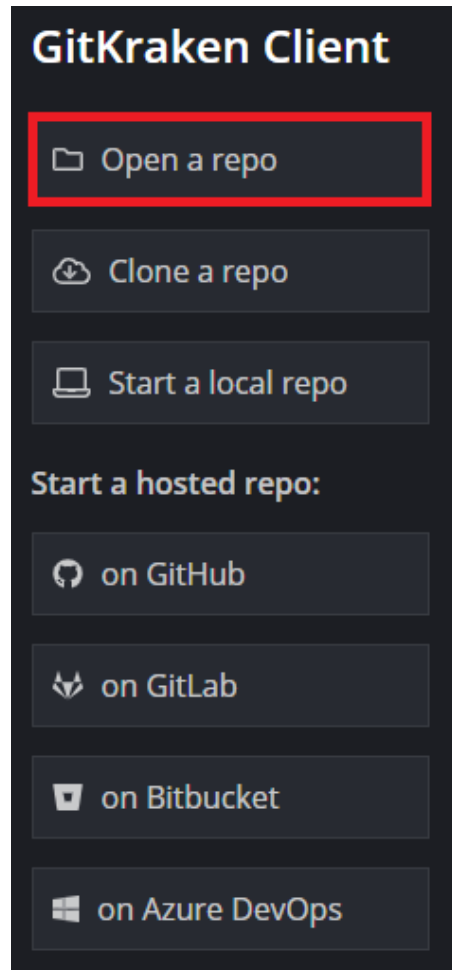 GitKraken Client
Open a repo
Clone a repo
Start a local repo
Start a hosted repo:
on GitHub
on GitLab
on Bitbucket
on Azure DevOps